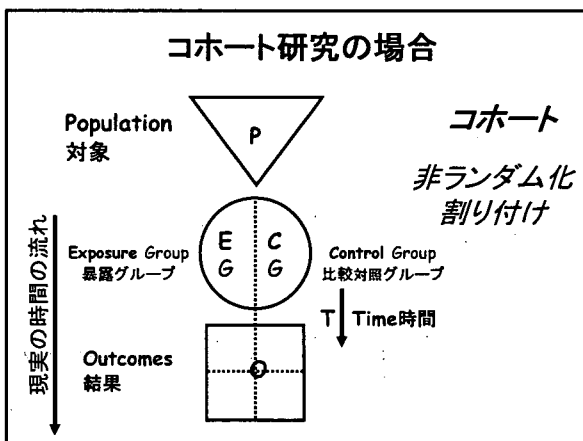 コホート研究の場合
Population
対象
P
コホート
非ランダム化
割り付け
現実の時間の流れ
Exposure Group
暴露グループ
E C
G G
Control Group
比較対照グループ
T Time時間
Outcomes
結果
O